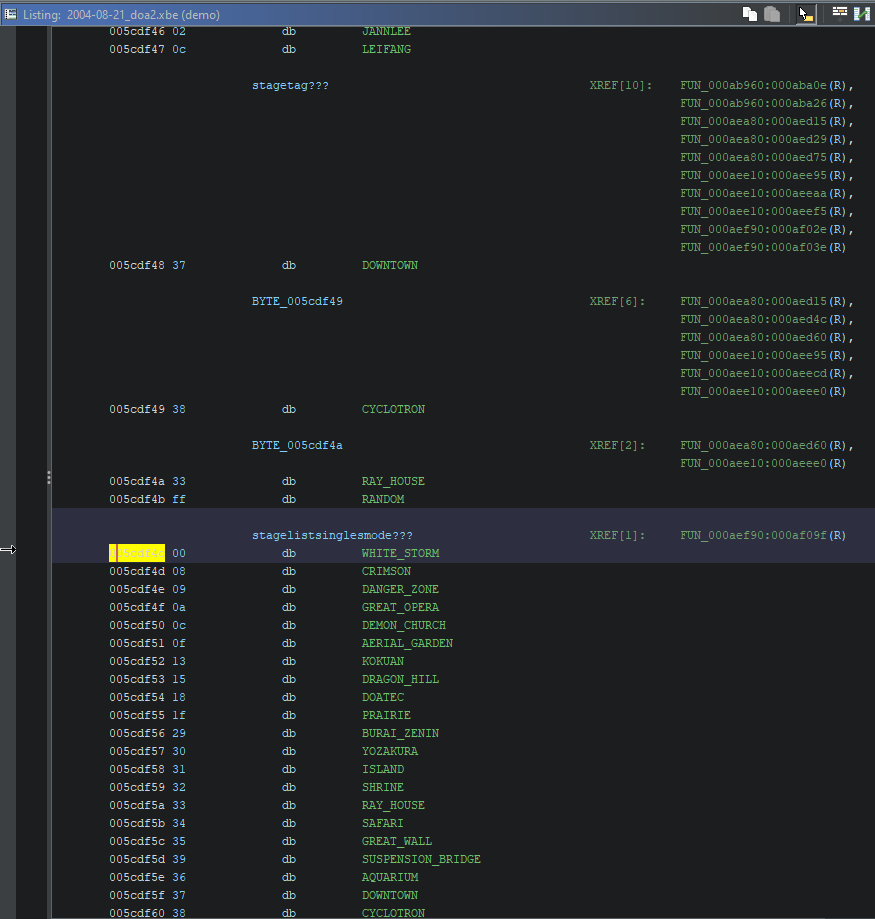 Listing: 2004-08-21_doa2.xbe (demo)
005cdf46 02 db JANNLEE
005cdf47 0c db LEIFANG
stagetag??? XREF[10]: FUN_000ab960:000aba0e(R),
FUN_000ab960:000aba26(R),
FUN_000aea80:000aed15(R),
FUN_000aea80:000aed29(R),
FUN_000aea80:000aed75(R),
FUN_000aee10:000aee95(R),
FUN_000aee10:000aeeaa(R),
FUN_000aee10:000aeef5(R),
FUN_000aef90:000af02e(R),
FUN_000aef90:000af03e(R)
005cdf48 37 db DOWNTOWN
BYTE_005cdf49 XREF[6]: FUN_000aea80:000aed15(R),
FUN_000aea80:000aed4c(R),
FUN_000aea80:000aed60(R),
FUN_000aee10:000aee95(R),
FUN_000aee10:000aeecd(R),
FUN_000aee10:000aeee0(R)
005cdf49 38 db CYCLOTRON
BYTE_005cdf4a XREF[2]: FUN_000aea80:000aed60(R),
FUN_000aee10:000aeee0(R)
005cdf4a 33 db RAY_HOUSE
005cdf4b ff db RANDOM
stagelistsinglesmode??? XREF[1]: FUN_000aef90:000af09f(R)
005cdf4c 00 db WHITE_STORM
005cdf4d 08 db CRIMSON
005cdf4e 09 db DANGER_ZONE
005cdf4f 0a db GREAT_OPERA
005cdf50 0c db DEMON_CHURCH
005cdf51 0f db AERIAL_GARDEN
005cdf52 13 db KOKUAN
005cdf53 15 db DRAGON_HILL
005cdf54 18 db DOATEC
005cdf55 1f db PRAIRIE
005cdf56 29 db BURAI_ZENIN
005cdf57 30 db YOZAKURA
005cdf58 31 db ISLAND
005cdf59 32 db SHRINE
005cdf5a 33 db RAY_HOUSE
005cdf5b 34 db SAFARI
005cdf5c 35 db GREAT_WALL
005cdf5d 39 db SUSPENSION_BRIDGE
005cdf5e 36 db AQUARIUM
005cdf5f 37 db DOWNTOWN
005cdf60 38 db CYCLOTRON